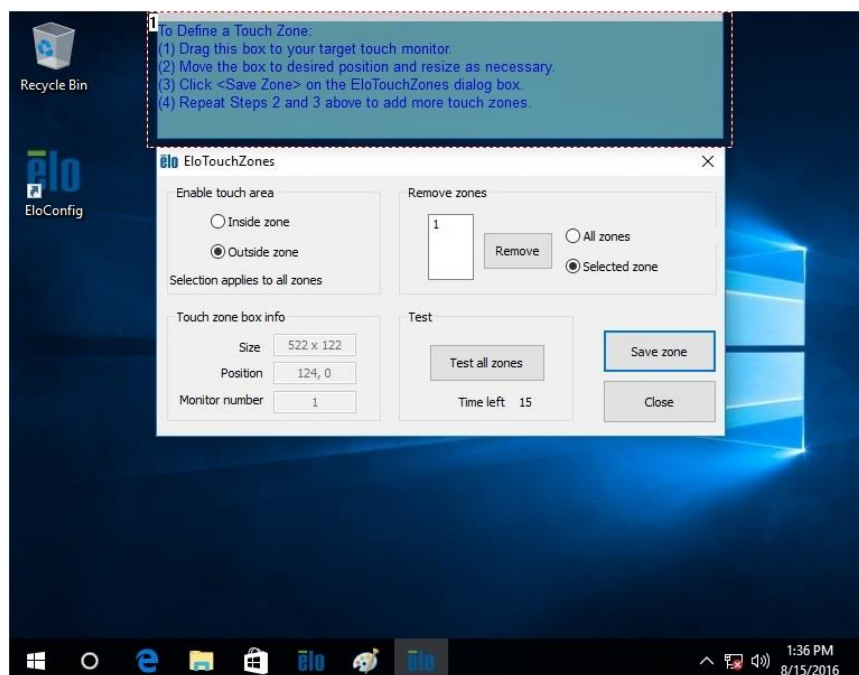 1
To Define a Touch Zone:
(1) Drag this box to your target touch monitor.
(2) Move the box to desired position and resize as necessary.
(3) Click <Save Zone> on the EloTouchZones dialog box.
(4) Repeat Steps 2 and 3 above to add more touch zones.
Recycle Bin
elo
EloConfig
elo EloTouchZones
Enable touch area
Inside zone
Outside zone
Selection applies to all zones
Remove zones
1
Remove
All zones
Selected zone
Touch zone box info
Size 522 x 122
Position 124, 0
Monitor number 1
Test
Test all zones
Time left 15
Save zone
Close
elo
elo
1:36 PM
8/15/2016